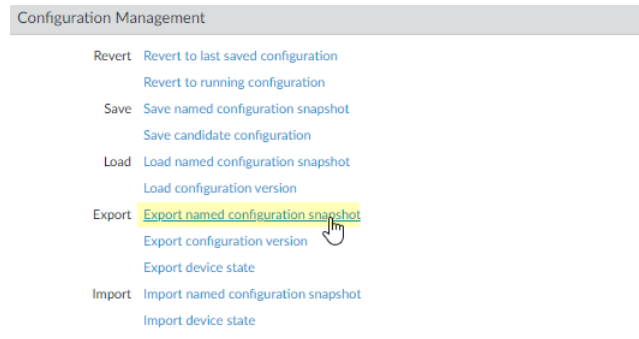 Configuration Management
Revert Revert to last saved configuration
Revert to running configuration
Save Save named configuration snapshot
Save candidate configuration
Load Load named configuration snapshot
Load configuration version
Export Export named configuration snapshot
Export configuration version
Export device state
Import Import named configuration snapshot
Import device state